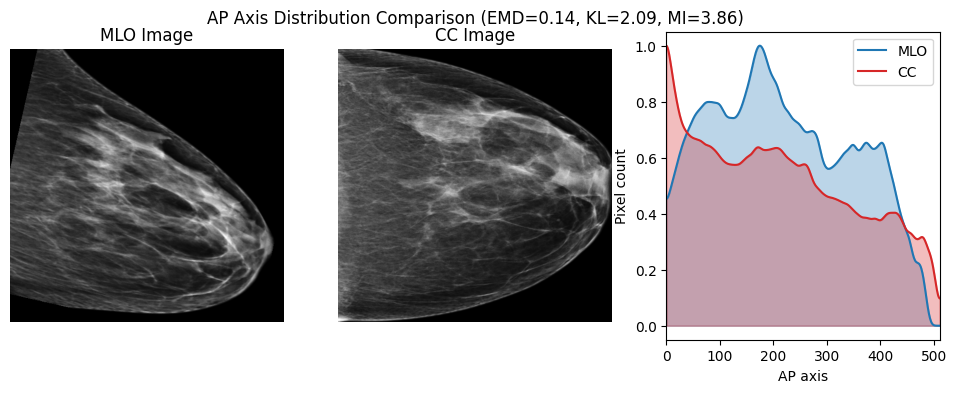 AP Axis Distribution Comparison (EMD=0.14, KL=2.09, MI=3.86)
MLO Image
CC Image
MLO
CC
Pixel count
1.0
0.8
0.6
0.4
0.2
0.0
0 100 200 300 400 500
AP axis